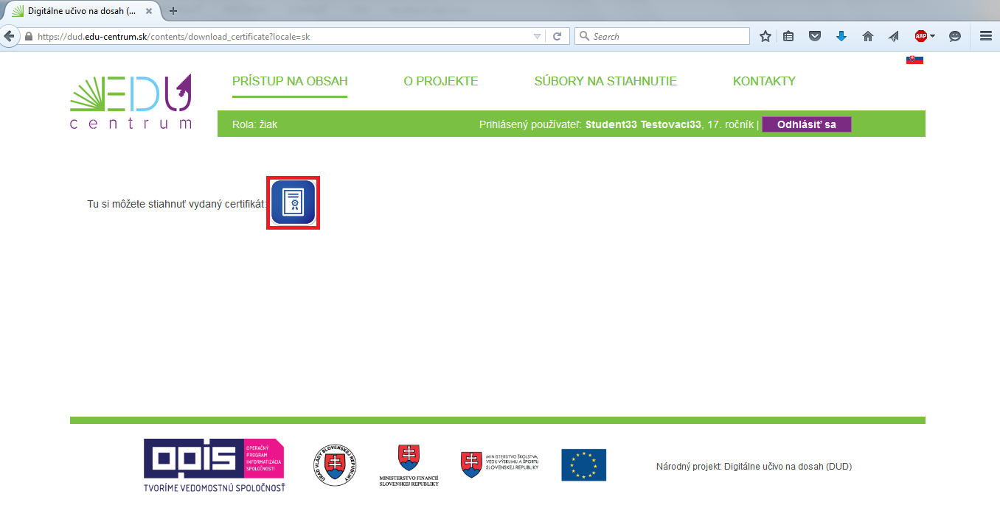 Digitálne učivo na dosah (...
https://dud.edu-centrum.sk/contents/download_certificate?locale=sk
Search
ABP
EDU
centrum
PRÍSTUP NA OBSAH
O PROJEKTE
SÚBORY NA STIAHNUTIE
KONTAKTY
Rola: žiak
Prihlásený používateľ: Student33 Testovaci33, 17. ročník |
Odhlásiť sa
Tu si môžete stiahnuť vydaný certifikát:
opis
OPERAČNÝ
PROGRAM
INFORMATIZÁCIA
SPOLOČNOSTI
TVORÍME VEDOMOSTNÚ SPOLOČNOSŤ
ÚRAD VLÁDY SLOVENSKEJ REPUBLIKY
MINISTERSTVO FINANCIÍ
SLOVENSKEJ REPUBLIKY
MINISTERSTVO ŠKOLSTVA,
VEDY, VÝSKUMU A ŠPORTU
SLOVENSKEJ REPUBLIKY
Národný projekt: Digitálne učivo na dosah (DUD)